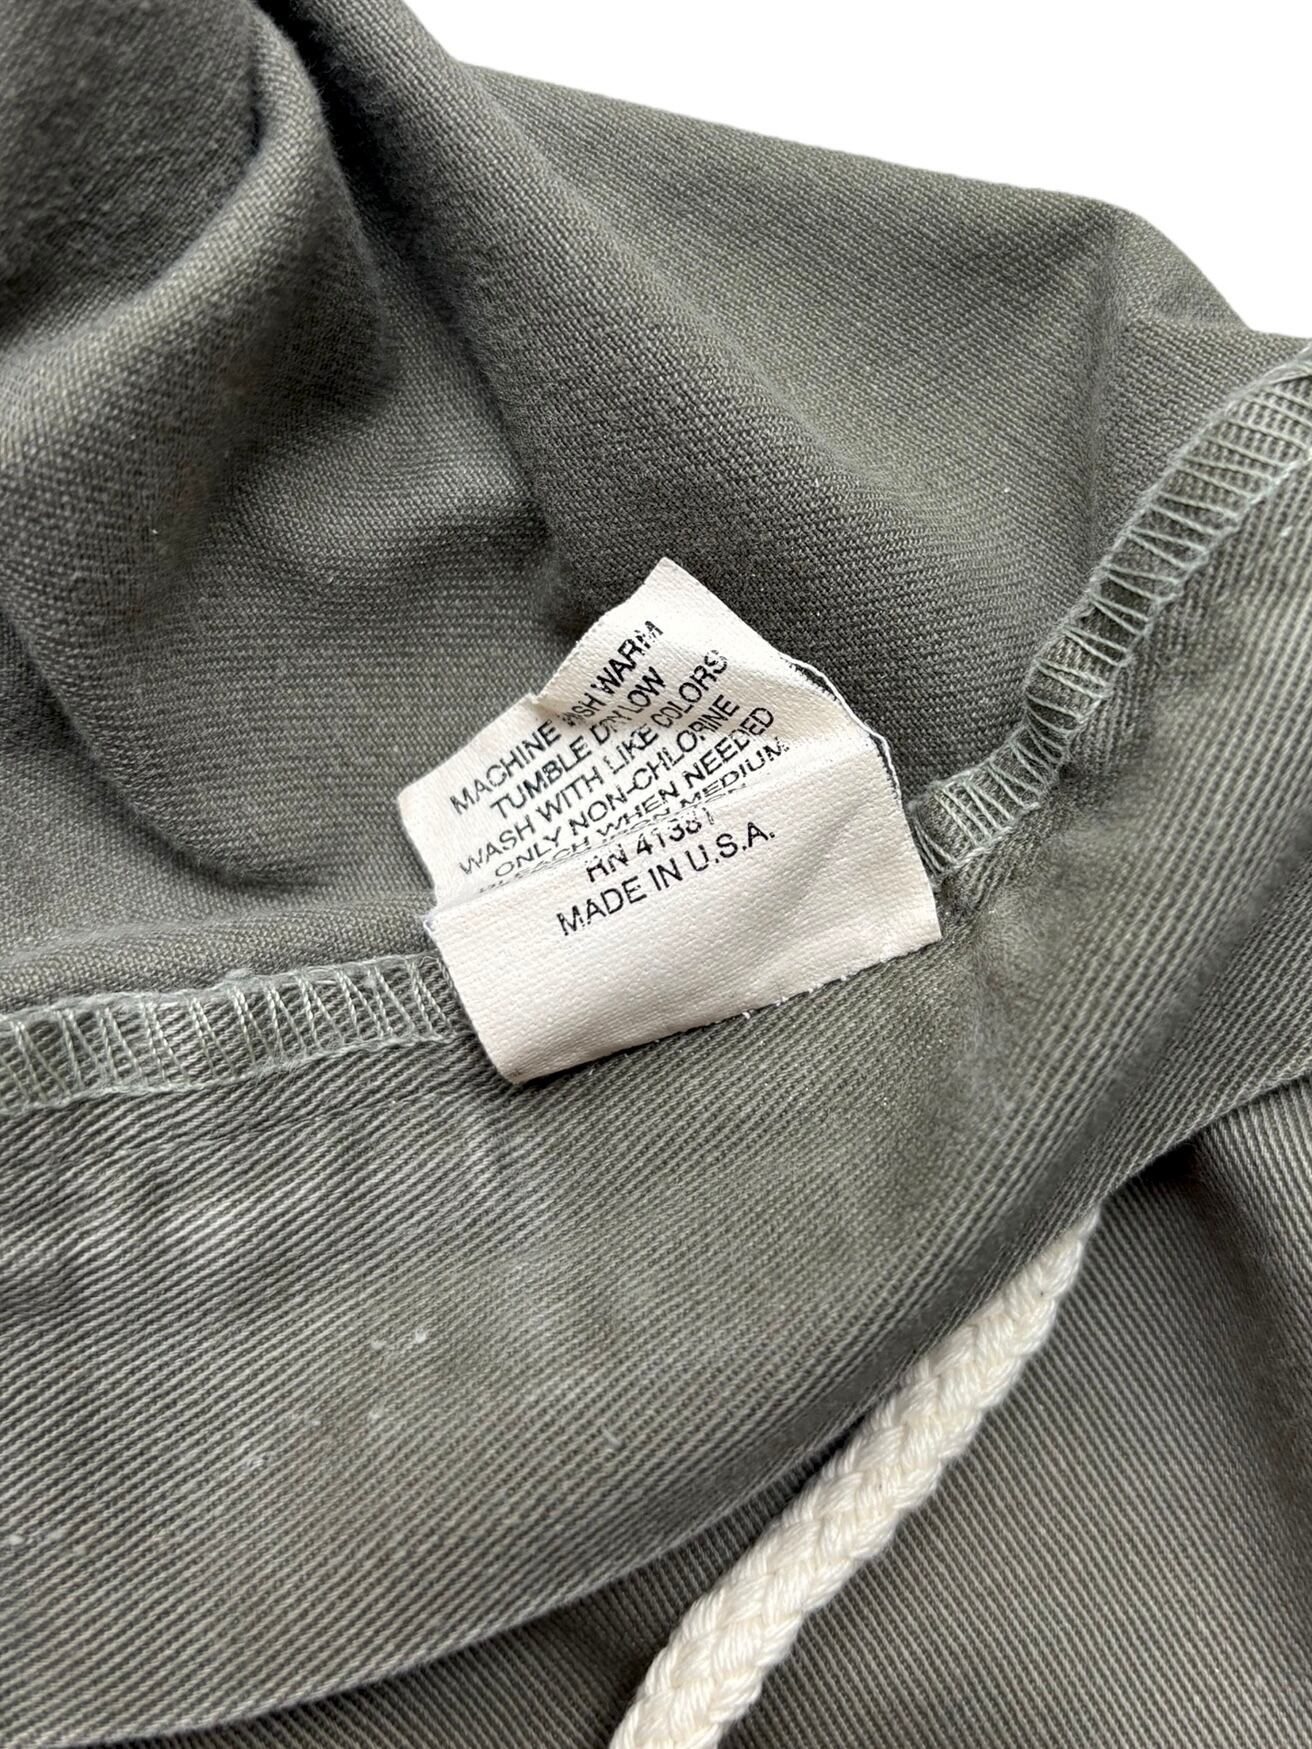 MACHINE WASH WARM
TUMBLE DRY LOW
WASH WITH LIKE COLORS
ONLY NON-CHLORINE
BLEACH WHEN NEEDED
MEDIUM
RN 41381
MADE IN U.S.A.